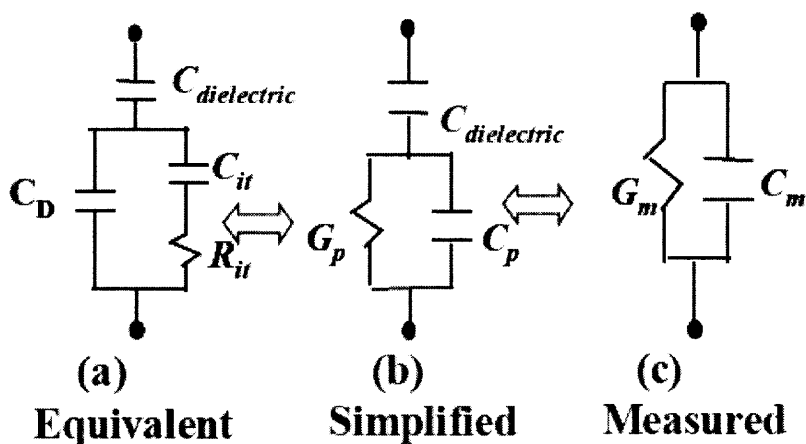 C_dielectric
C_D
C_it
R_it
C_dielectric
G_p
C_p
G_m
C_m
(a)
(b)
(c)
Equivalent
Simplified
Measured